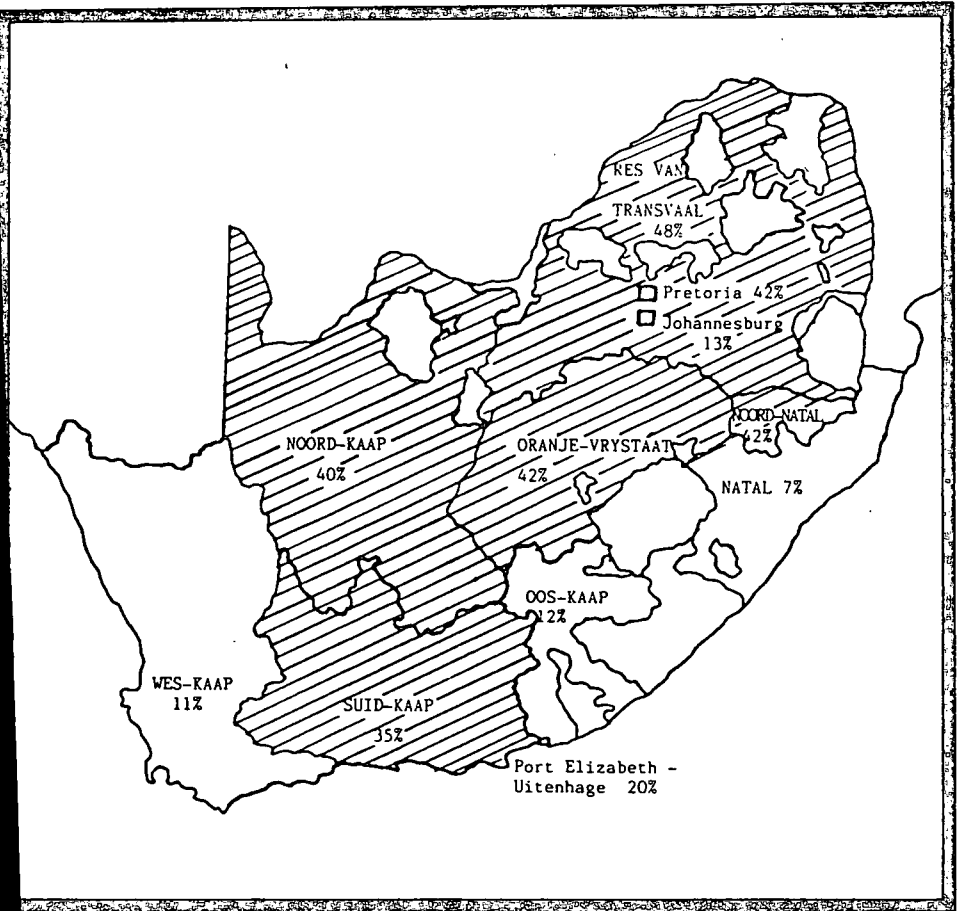 RES VAN
TRANSVAAL
48%
Pretoria 42%
Johannesburg
13%
NOORD-NATAL
42%
NOORD-KAAP
40%
ORANJE-VRYSTAAT
42%
NATAL 7%
OOS-KAAP
12%
WES-KAAP
11%
SUID-KAAP
35%
Port Elizabeth -
Uitenhage 20%